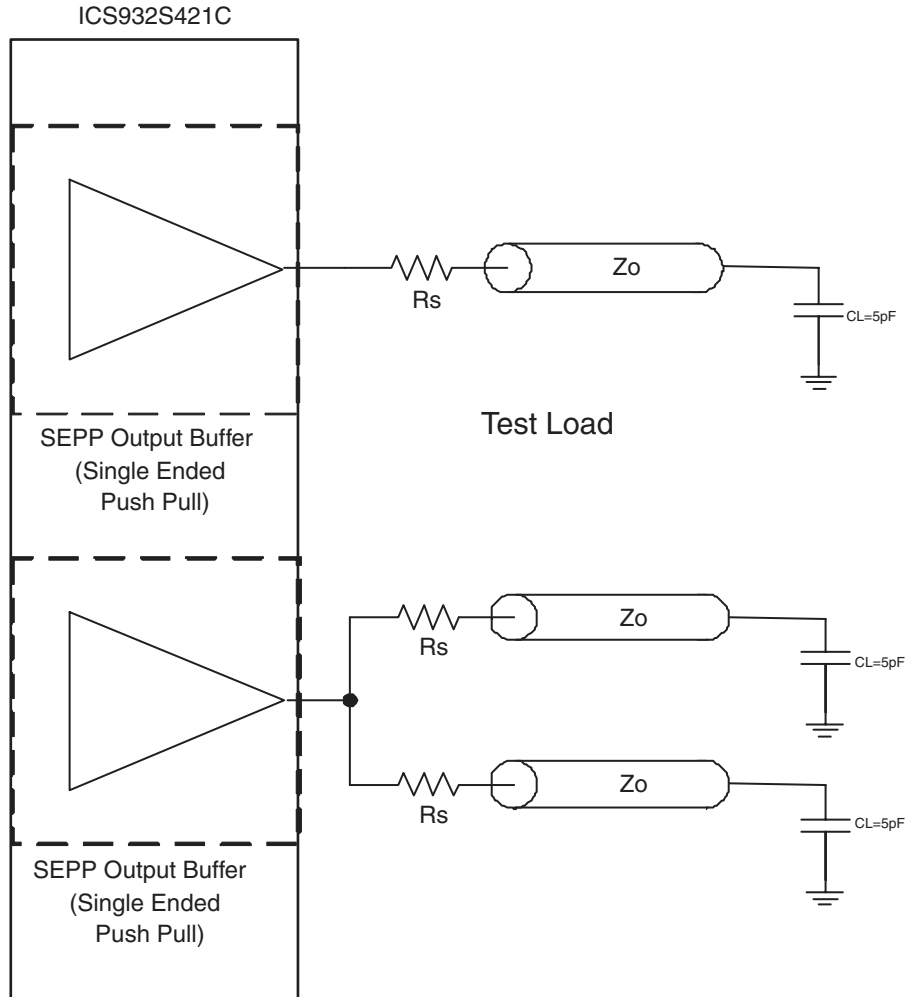 ICS932S421C
Zo
Rs
CL=5pF
Test Load
SEPP Output Buffer
(Single Ended
Push Pull)
Zo
Rs
CL=5pF
Zo
Rs
CL=5pF
SEPP Output Buffer
(Single Ended
Push Pull)